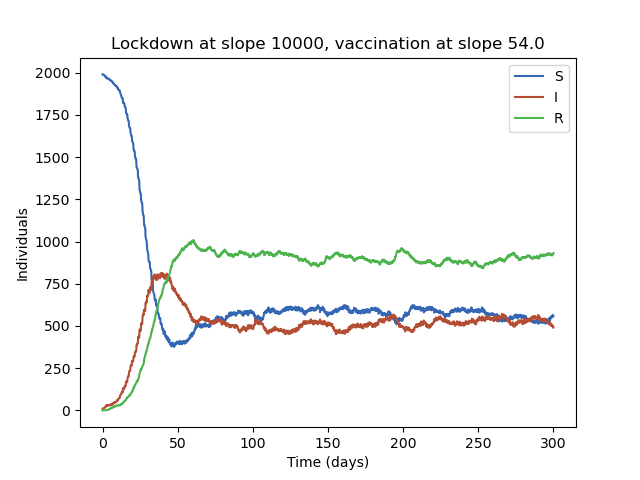 Lockdown at slope 10000, vaccination at slope 54.0
S
I
R
2000
1750
1500
1250
1000
750
500
250
0
Individuals
0 50 100 150 200 250 300
Time (days)